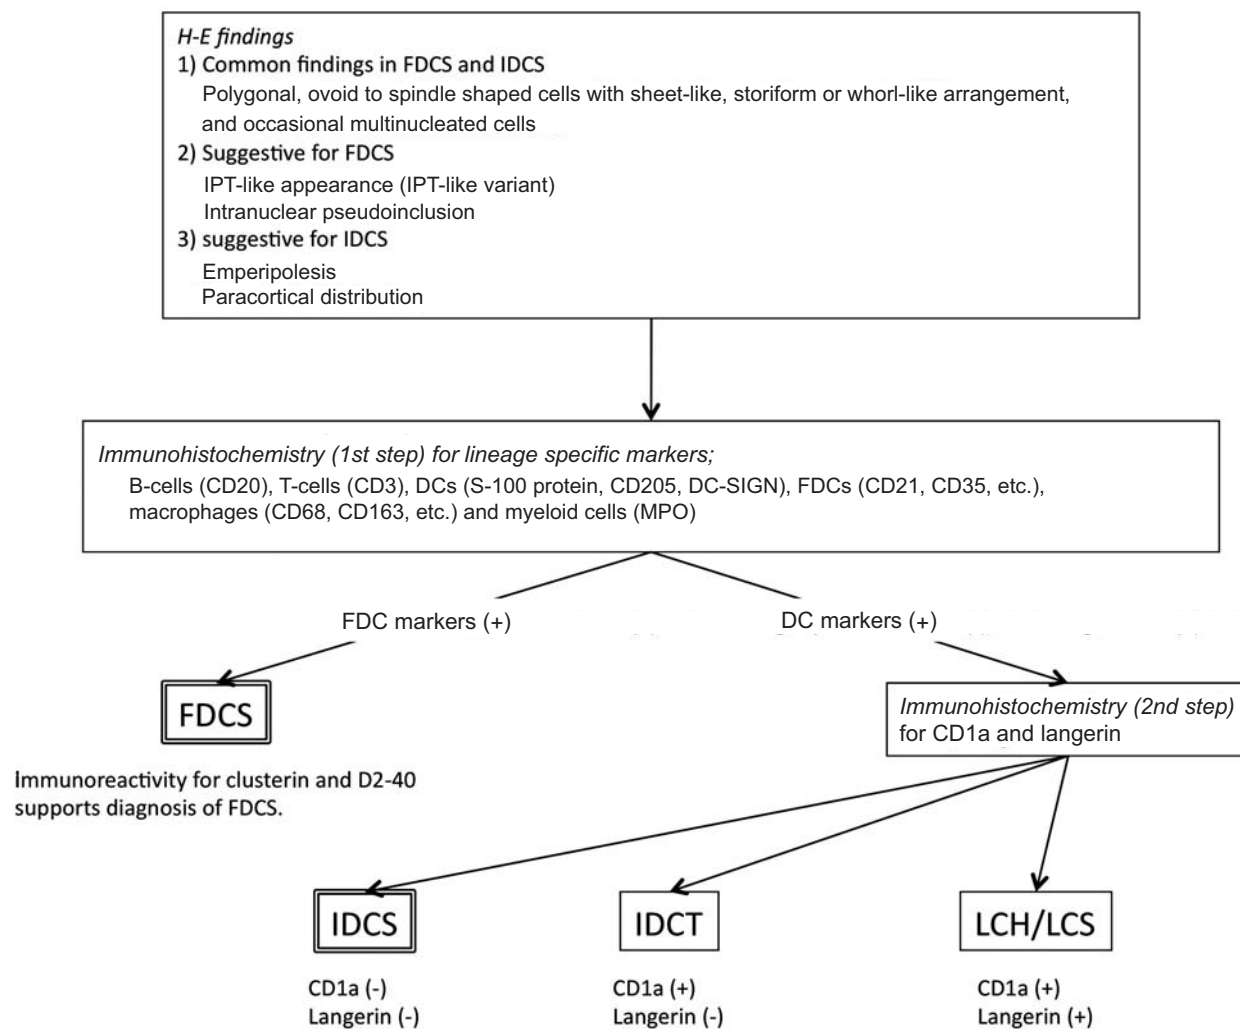 H-E findings
1) Common findings in FDCS and IDCS
Polygonal, ovoid to spindle shaped cells with sheet-like, storiform or whorl-like arrangement,
and occasional multinucleated cells
2) Suggestive for FDCS
IPT-like appearance (IPT-like variant)
Intranuclear pseudoinclusion
3) suggestive for IDCS
Emperipolesis
Paracortical distribution
Immunohistochemistry (1st step) for lineage specific markers;
B-cells (CD20), T-cells (CD3), DCs (S-100 protein, CD205, DC-SIGN), FDCs (CD21, CD35, etc.),
macrophages (CD68, CD163, etc.) and myeloid cells (MPO)
FDC markers (+)
DC markers (+)
FDCS
Immunoreactivity for clusterin and D2-40
supports diagnosis of FDCS.
Immunohistochemistry (2nd step)
for CD1a and langerin
IDCS
CD1a (-)
Langerin (-)
IDCT
CD1a (+)
Langerin (-)
LCH/LCS
CD1a (+)
Langerin (+)